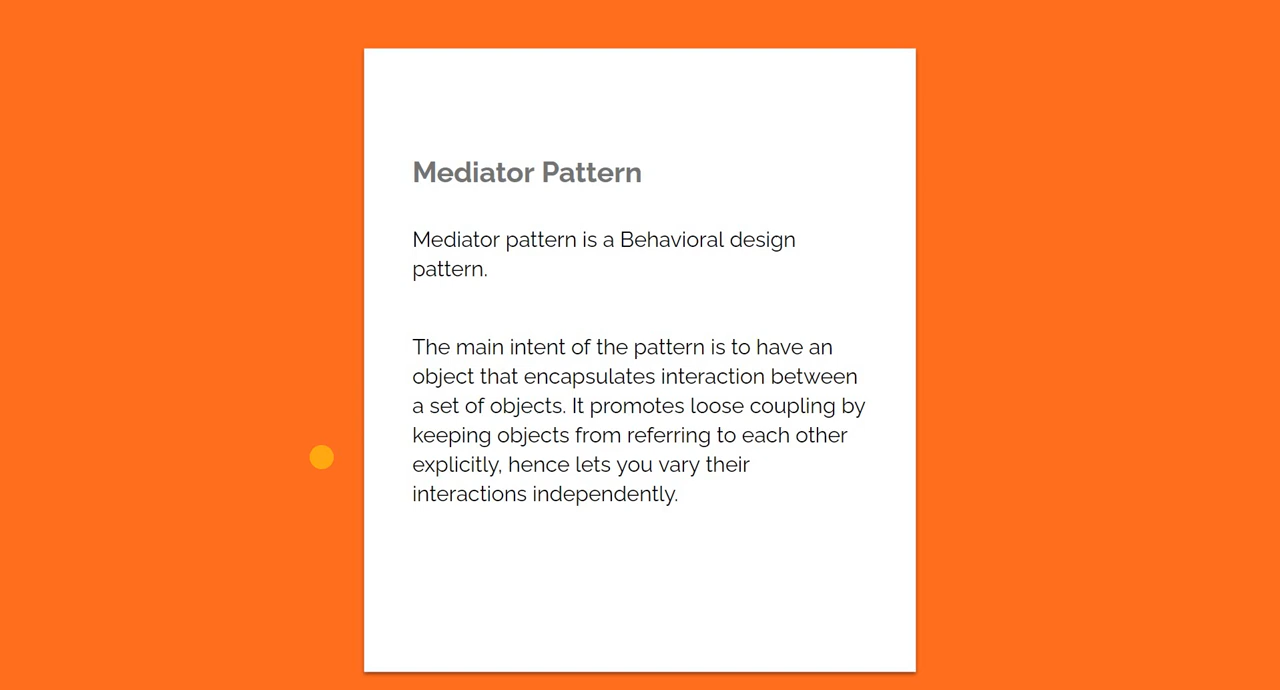 Mediator Pattern
Mediator pattern is a Behavioral design
pattern.
The main intent of the pattern is to have an
object that encapsulates interaction between
a set of objects. It promotes loose coupling by
keeping objects from referring to each other
explicitly, hence lets you vary their
interactions independently.